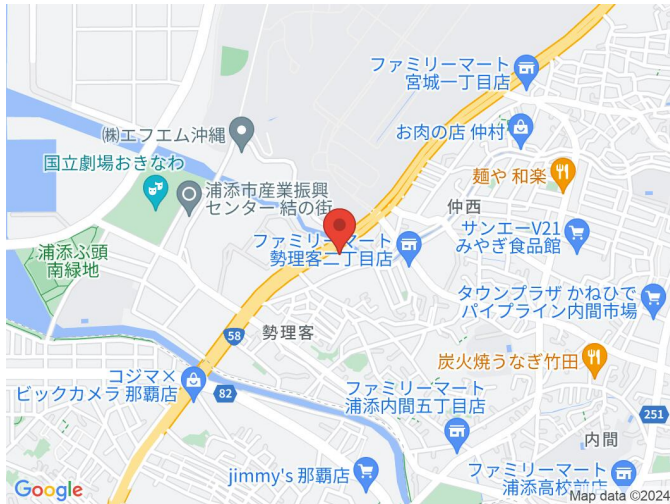 ファミリーマート
宮城一丁目店
お肉の店 仲村
㈱エフエム沖縄
国立劇場おきなわ
麺や 和楽
浦添市産業振興
センター 結の街
仲西
サンエーV21
みやぎ食品館
ファミリーマート
勢理客二丁目店
浦添ふ頭
南緑地
タウンプラザ かねひで
パイプライン内間市場
58
勢理客
炭火焼うなぎ竹田
コジマ×
ビックカメラ 那覇店
82
ファミリーマート
浦添内間五丁目店
251
内間
jimmy's 那覇店
ファミリーマート
浦添高校前店
Google
Map data ©2024